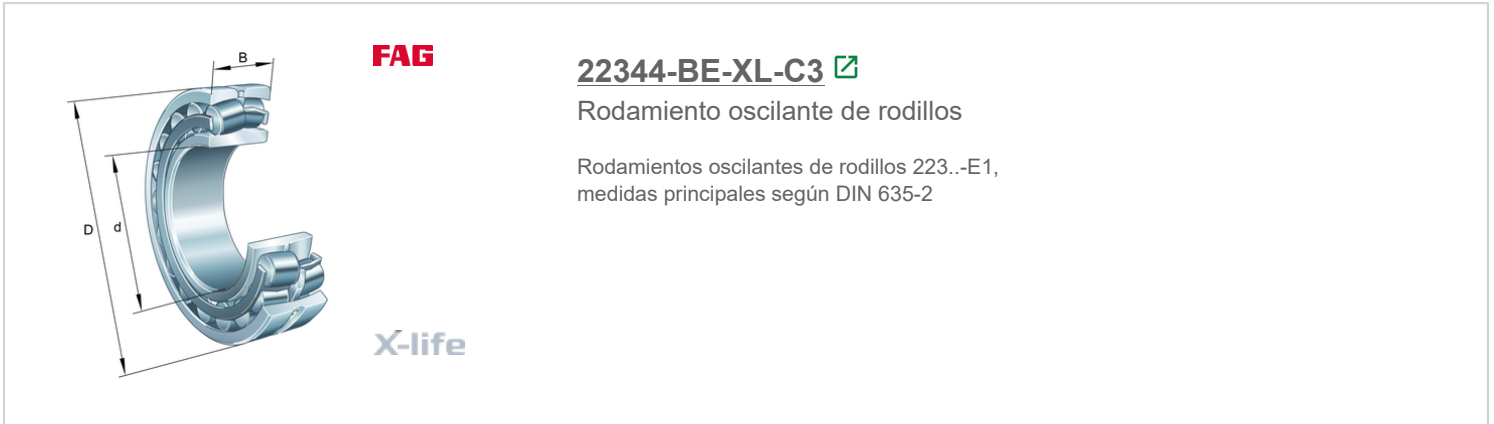 B
D
d
FAG
X-life
22344-BE-XL-C3
Rodamiento oscilante de rodillos
Rodamientos oscilantes de rodillos 223..-E1,
medidas principales según DIN 635-2